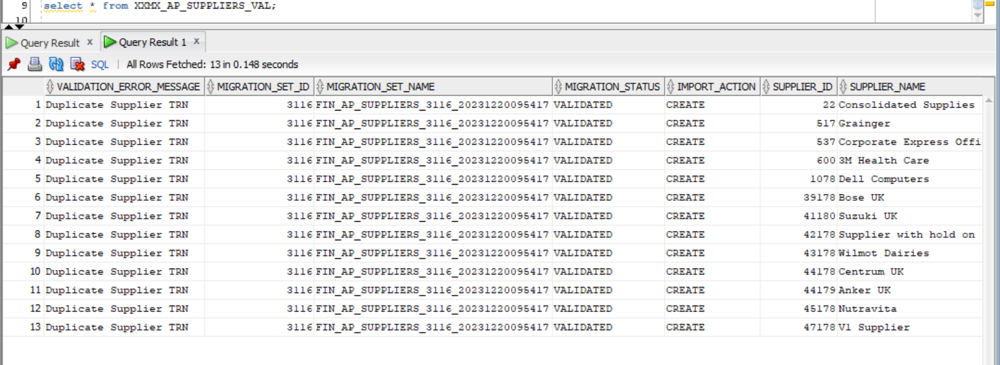 9 select * from XXMX_AP_SUPPLIERS_VAL;
10
Query Result x Query Result 1 x
SQL | All Rows Fetched: 13 in 0.148 seconds
VALIDATION_ERROR_MESSAGE MIGRATION_SET_ID MIGRATION_SET_NAME MIGRATION_STATUS IMPORT_ACTION SUPPLIER_ID SUPPLIER_NAME
1 Duplicate Supplier TRN 3116 FIN_AP_SUPPLIERS_3116_20231220095417 VALIDATED CREATE 22 Consolidated Supplies
2 Duplicate Supplier TRN 3116 FIN_AP_SUPPLIERS_3116_20231220095417 VALIDATED CREATE 517 Grainger
3 Duplicate Supplier TRN 3116 FIN_AP_SUPPLIERS_3116_20231220095417 VALIDATED CREATE 537 Corporate Express Offi
4 Duplicate Supplier TRN 3116 FIN_AP_SUPPLIERS_3116_20231220095417 VALIDATED CREATE 600 3M Health Care
5 Duplicate Supplier TRN 3116 FIN_AP_SUPPLIERS_3116_20231220095417 VALIDATED CREATE 1078 Dell Computers
6 Duplicate Supplier TRN 3116 FIN_AP_SUPPLIERS_3116_20231220095417 VALIDATED CREATE 39178 Bose UK
7 Duplicate Supplier TRN 3116 FIN_AP_SUPPLIERS_3116_20231220095417 VALIDATED CREATE 41180 Suzuki UK
8 Duplicate Supplier TRN 3116 FIN_AP_SUPPLIERS_3116_20231220095417 VALIDATED CREATE 42178 Supplier with hold on
9 Duplicate Supplier TRN 3116 FIN_AP_SUPPLIERS_3116_20231220095417 VALIDATED CREATE 43178 Wilmot Dairies
10 Duplicate Supplier TRN 3116 FIN_AP_SUPPLIERS_3116_20231220095417 VALIDATED CREATE 44178 Centrum UK
11 Duplicate Supplier TRN 3116 FIN_AP_SUPPLIERS_3116_20231220095417 VALIDATED CREATE 44179 Anker UK
12 Duplicate Supplier TRN 3116 FIN_AP_SUPPLIERS_3116_20231220095417 VALIDATED CREATE 45178 Nutravita
13 Duplicate Supplier TRN 3116 FIN_AP_SUPPLIERS_3116_20231220095417 VALIDATED CREATE 47178 V1 Supplier